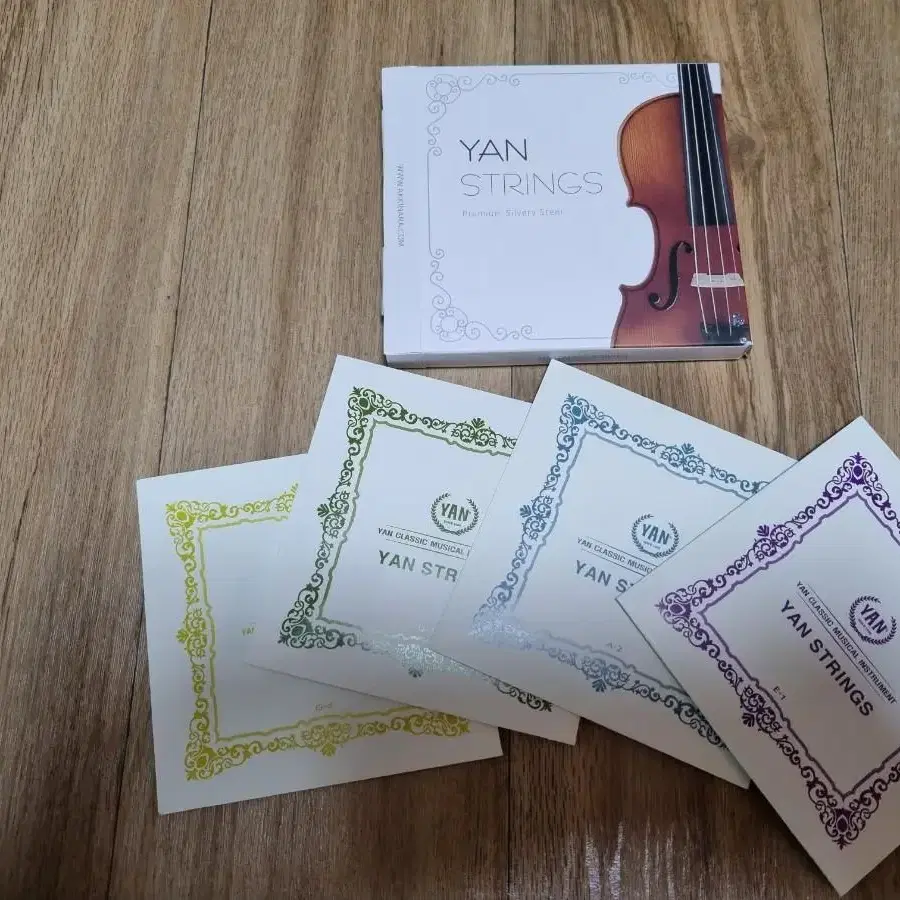 YAN
STRINGS
Premium Silvery Steel
YAN
YAN CLASSIC MUSICAL
YAN STR
YAN
YAN CLASSIC MUSIC
YAN S
A-2
YAN
YAN CLASSIC MUSICAL INSTRUMENT
YAN STRINGS
E-1